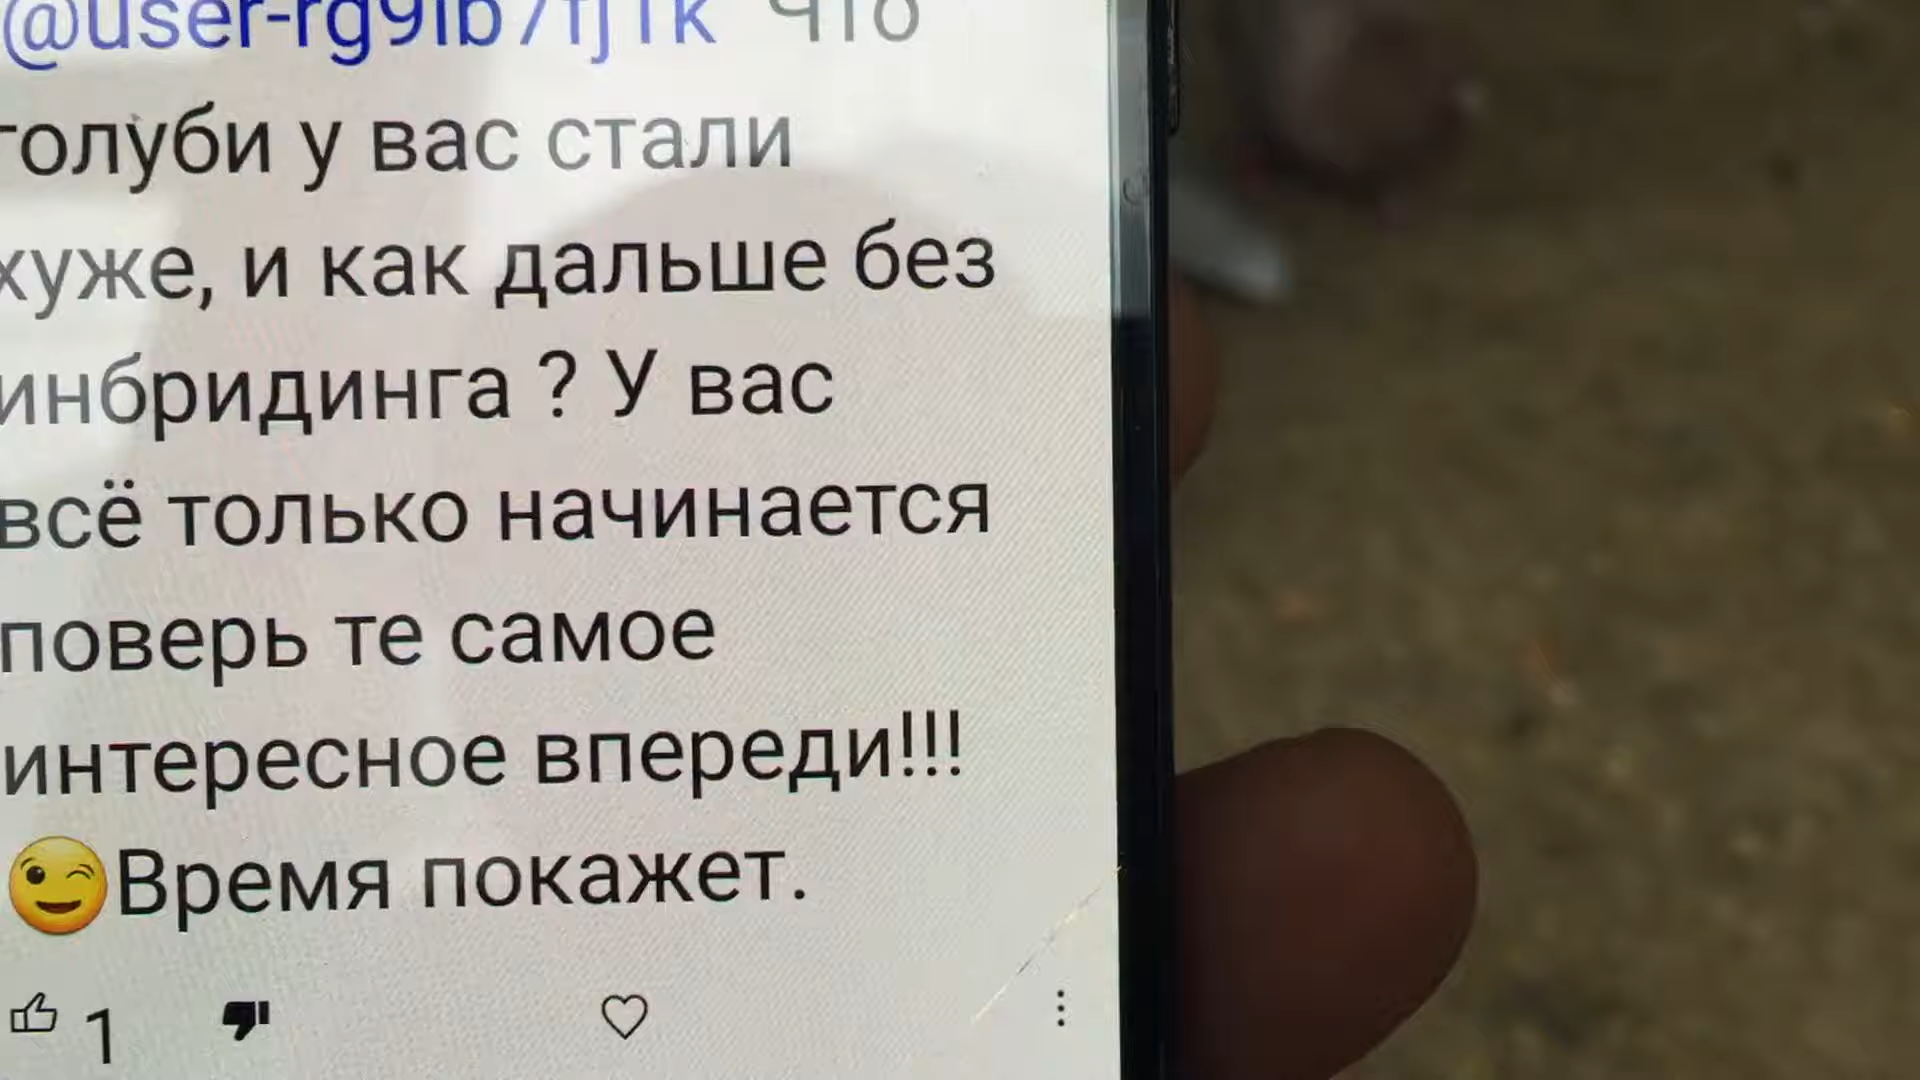 что
голуби у вас стали
хуже, и как дальше без
инбридинга ? У вас
всё только начинается
поверь те самое
интересное впереди!!!
😉Время покажет.
1